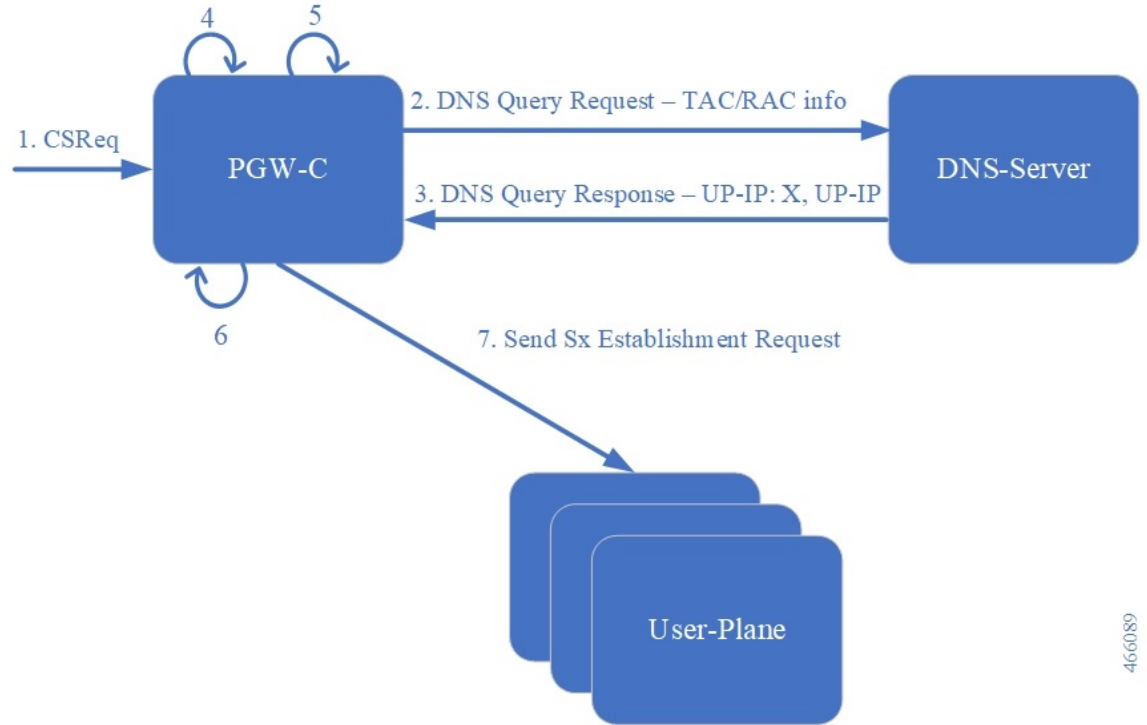 4
5
2. DNS Query Request – TAC/RAC info
1. CSReq
PGW-C
DNS-Server
3. DNS Query Response – UP-IP: X, UP-IP
6
7. Send Sx Establishment Request
User-Plane
466089